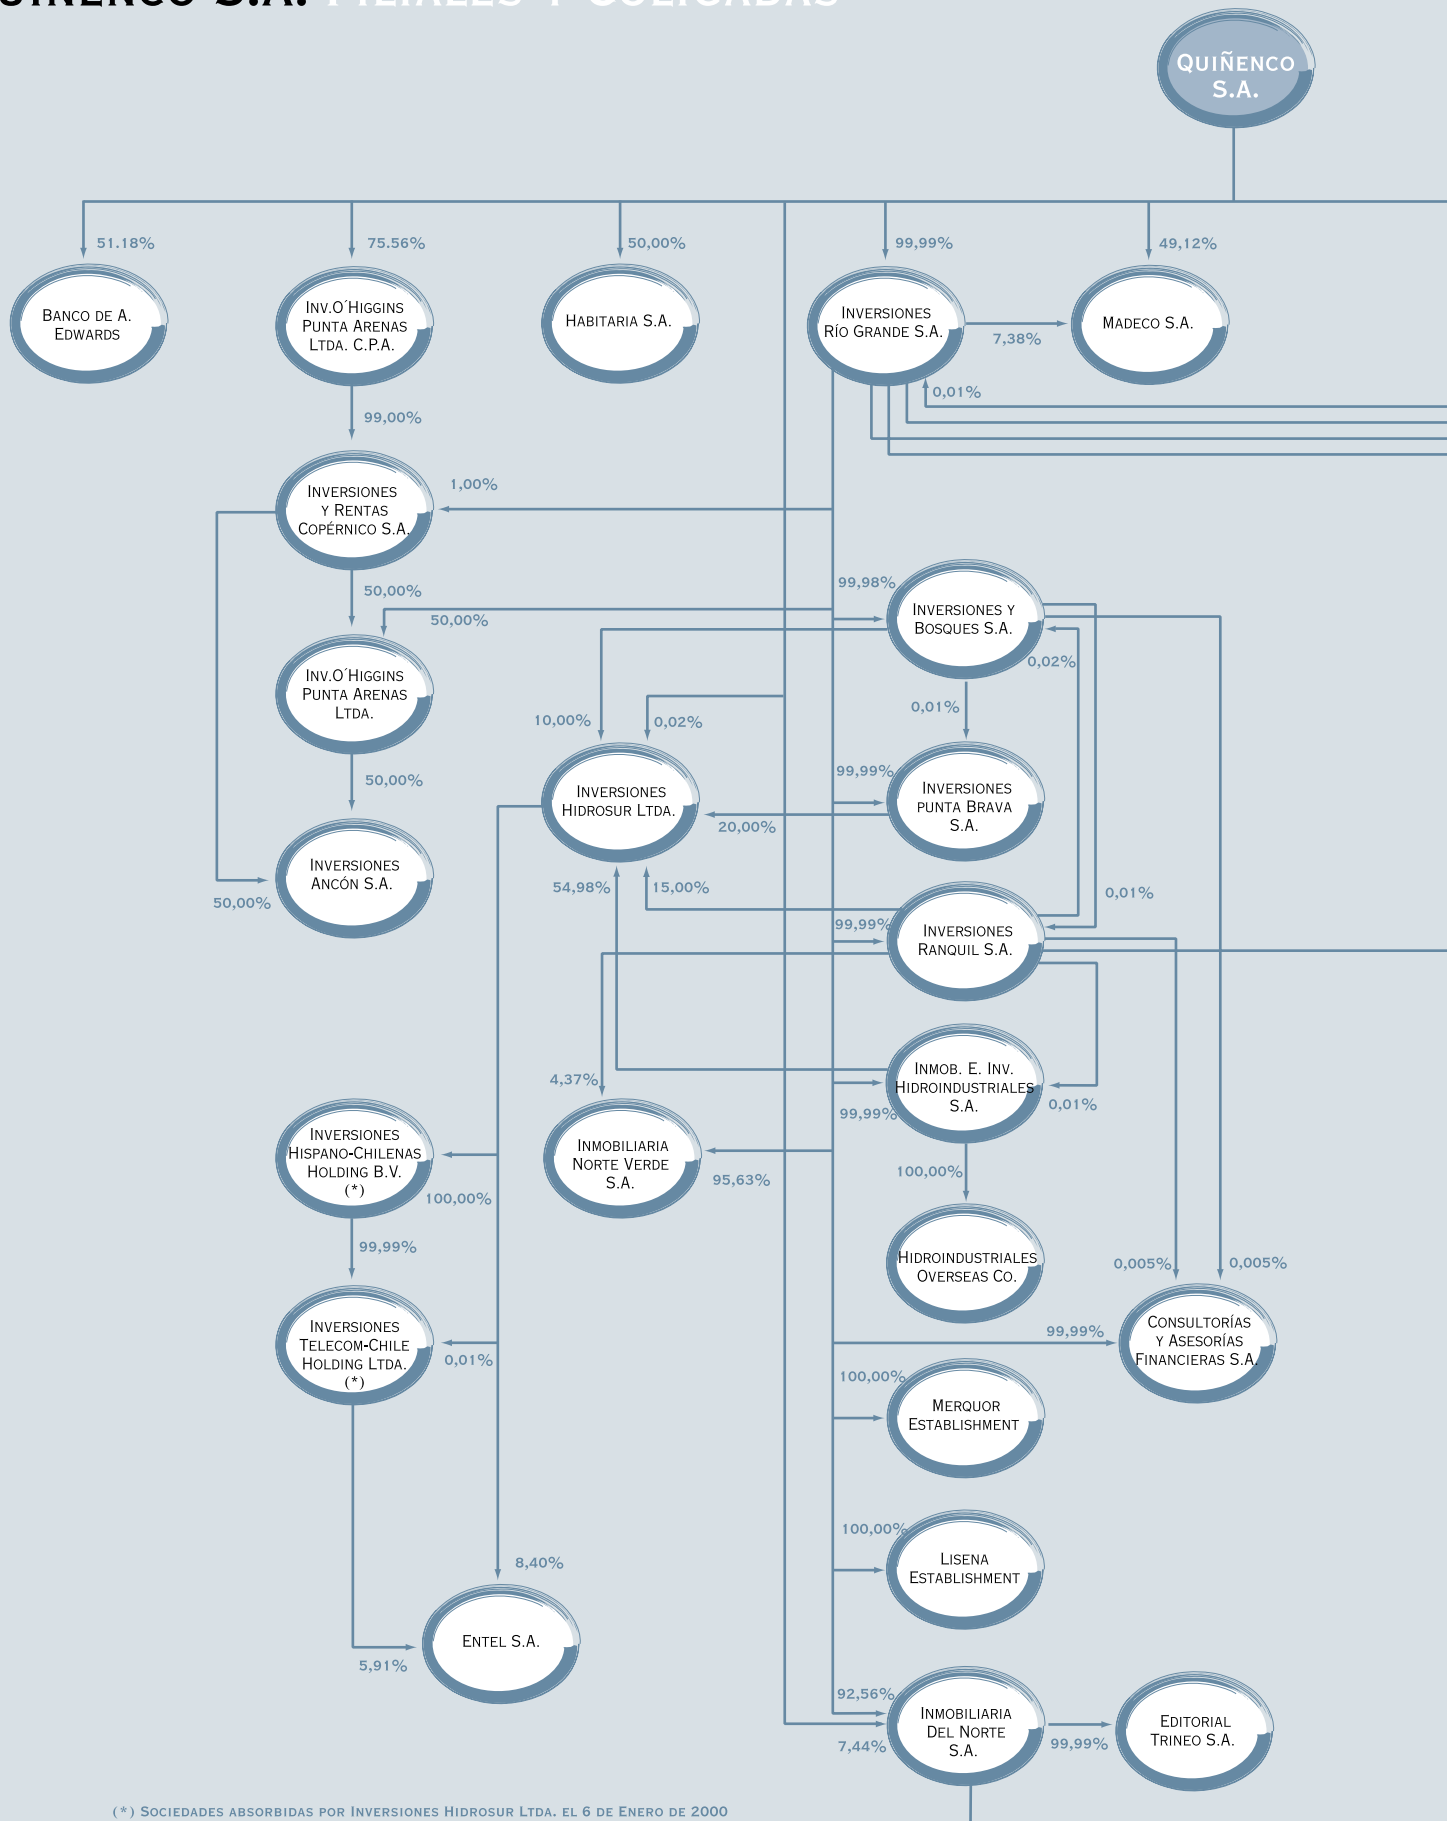 QUIÑENCO S.A. FILIALES Y COLIGADAS
QUIÑENCO
S.A.
51.18%
75.56%
50,00%
99,99%
49,12%
BANCO DE A.
EDWARDS
INV.O´HIGGINS
PUNTA ARENAS
LTDA. C.P.A.
HABITARIA S.A.
INVERSIONES
RÍO GRANDE S.A.
7,38%
MADECO S.A.
0,01%
99,00%
INVERSIONES
Y RENTAS
COPÉRNICO S.A.
1,00%
50,00%
50,00%
99,98%
INVERSIONES Y
BOSQUES S.A.
0,02%
INV.O´HIGGINS
PUNTA ARENAS
LTDA.
10,00%
0,02%
0,01%
50,00%
INVERSIONES
HIDROSUR LTDA.
99,99%
INVERSIONES
PUNTA BRAVA
S.A.
20,00%
INVERSIONES
ANCÓN S.A.
50,00%
54,98%
15,00%
0,01%
99,99%
INVERSIONES
RANQUIL S.A.
4,37%
INMOB. E. INV.
HIDROINDUSTRIALES
S.A.
99,99%
0,01%
INVERSIONES
HISPANO-CHILENAS
HOLDING B.V.
(*)
100,00%
INMOBILIARIA
NORTE VERDE
S.A.
95,63%
100,00%
99,99%
HIDROINDUSTRIALES
OVERSEAS CO.
0,005%
0,005%
INVERSIONES
TELECOM-CHILE
HOLDING LTDA.
(*)
0,01%
99,99%
CONSULTORÍAS
Y ASESORÍAS
FINANCIERAS S.A.
100,00%
MERQUOR
ESTABLISHMENT
100,00%
LISENA
ESTABLISHMENT
8,40%
ENTEL S.A.
5,91%
92,56%
7,44%
INMOBILIARIA
DEL NORTE
S.A.
99,99%
EDITORIAL
TRINEO S.A.
(*) SOCIEDADES ABSORBIDAS POR INVERSIONES HIDROSUR LTDA. EL 6 DE ENERO DE 2000